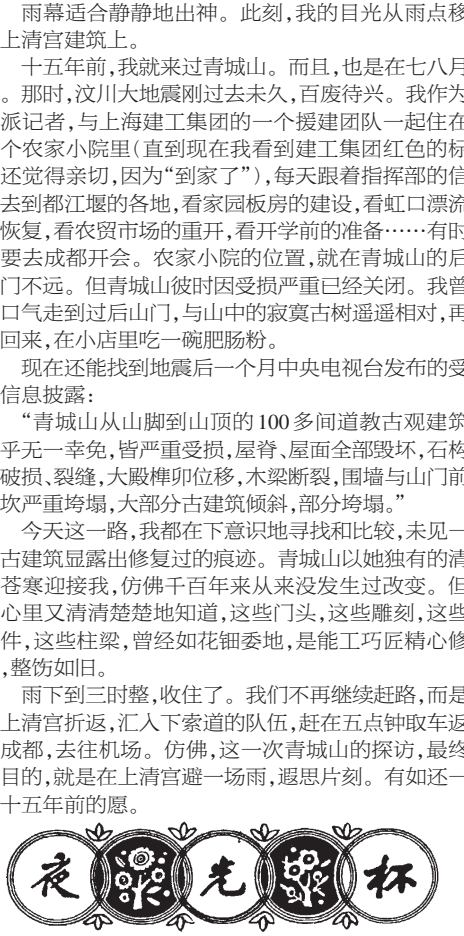 雨幕适合静静地出神。此刻,我的目光从雨点移
上清宫建筑上。
十五年前,我就来过青城山。而且,也是在七八月
。那时,汶川大地震刚过去未久,百废待兴。我作为
派记者,与上海建工集团的一个援建团队一起住在
个农家小院里(直到现在我看到建工集团红色的标
还觉得亲切,因为“到家了”),每天跟着指挥部的信
去到都江堰的各地,看家园板房的建设,看虹口漂流
恢复,看农贸市场的重开,看开学前的准备……有时
要去成都开会。农家小院的位置,就在青城山的后
门不远。但青城山彼时因受损严重已经关闭。我曾
口气走到过后山门,与山中的寂寞古树遥遥相对,再
回来,在小店里吃一碗肥肠粉。
现在还能找到地震后一个月中央电视台发布的受
信息披露:
“青城山从山脚到山顶的100多间道教古观建筑
乎无一幸免,皆严重受损,屋脊、屋面全部毁坏,石构
破损、裂缝,大殿榫卯位移,木梁断裂,围墙与山门前
坎严重垮塌,大部分古建筑倾斜,部分垮塌。”
今天这一路,我都在下意识地寻找和比较,未见一
古建筑显露出修复过的痕迹。青城山以她独有的清
苍寒迎接我,仿佛千百年来从来没发生过改变。但
心里又清清楚楚地知道,这些门头,这些雕刻,这些
件,这些柱梁,曾经如花钿委地,是能工巧匠精心修
,整饬如旧。
雨下到三时整,收住了。我们不再继续赶路,而是
上清宫折返,汇入下索道的队伍,赶在五点钟取车返
成都,去往机场。仿佛,这一次青城山的探访,最终
目的,就是在上清宫避一场雨,遐思片刻。有如还一
十五年前的愿。
夜光杯